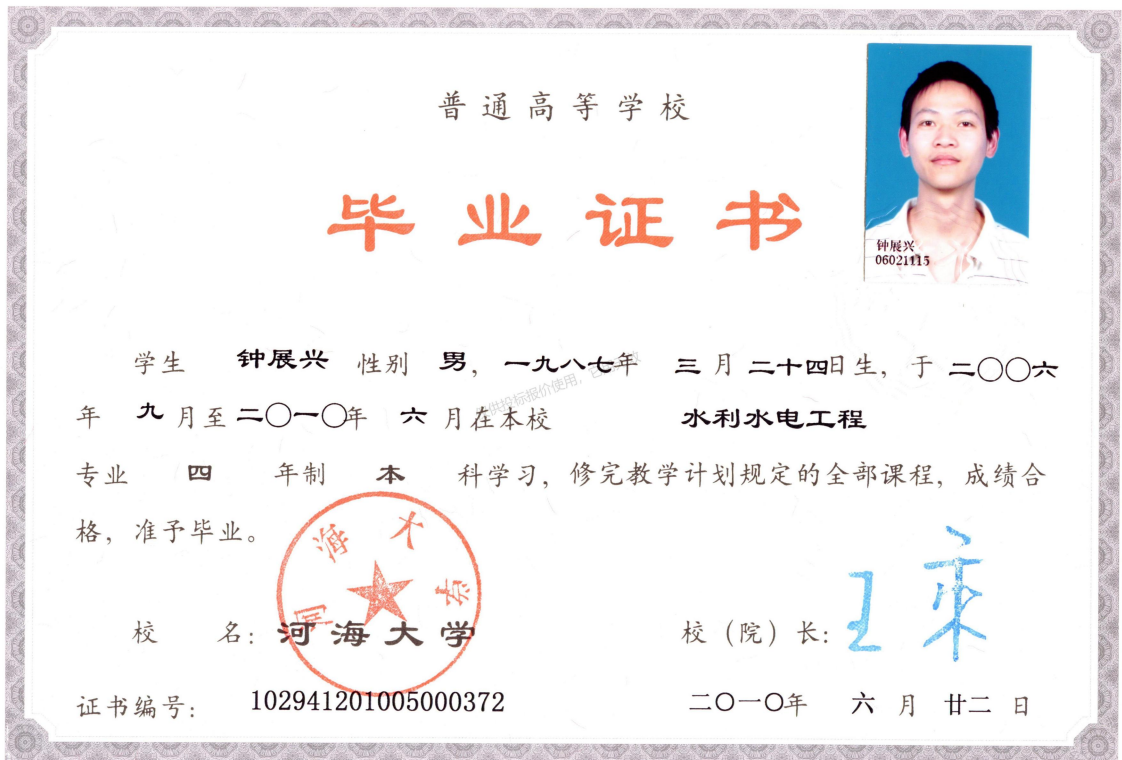 普通高等学校
毕业证书
钟展兴
06021115
学生 钟展兴 性别 男，一九八七年 三月二十四日生，于二〇〇六
年 九月至二〇一〇年 六月在本校 水利水电工程
专业 四 年制 本 科学习，修完教学计划规定的全部课程，成绩合
格，准予毕业。
河海大学
校 名：河海大学 校（院）长：王乘
证书编号： 102941201005000372 二〇一〇年 六月廿二日